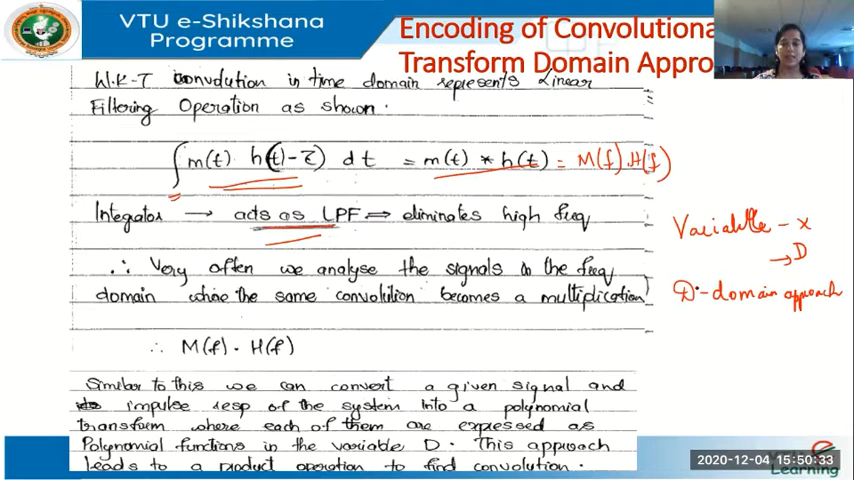 VTU e-Shikshana
Programme
Encoding of Convolutional
Transform Domain Appro
W.K.T convolution in time domain represents Linear
Filtering Operation as shown.
∫ m(t) h(t)-τ) dt = m(t) * h(t) = M(f).H(f)
Integrator → acts as LPF ⟹ eliminates high freq
∴ Very often we analyse the signals in the freq
domain where the same convolution becomes a multiplication
∴ M(f) . H(f)
Similar to this we can convert a given signal and
its impulse resp of the system into a polynomial
transform where each of them are expressed as
Polynomial functions in the variable D. This approach
leads to a product operation to find convolution.
Variable - x
→ D
D-domain approach
2020-12-04 15:50:33
Learning